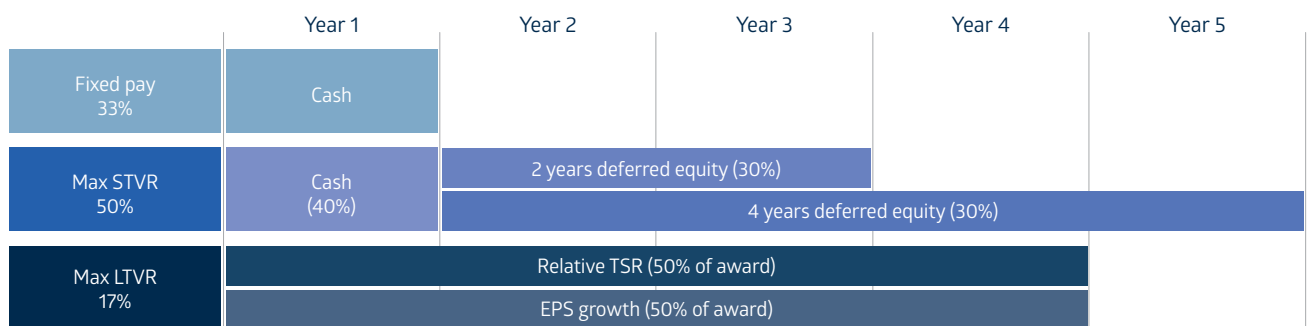 Year 1
Year 2
Year 3
Year 4
Year 5
Fixed pay
33%
Cash
Max STVR
50%
Cash
(40%)
2 years deferred equity (30%)
4 years deferred equity (30%)
Max LTVR
17%
Relative TSR (50% of award)
EPS growth (50% of award)